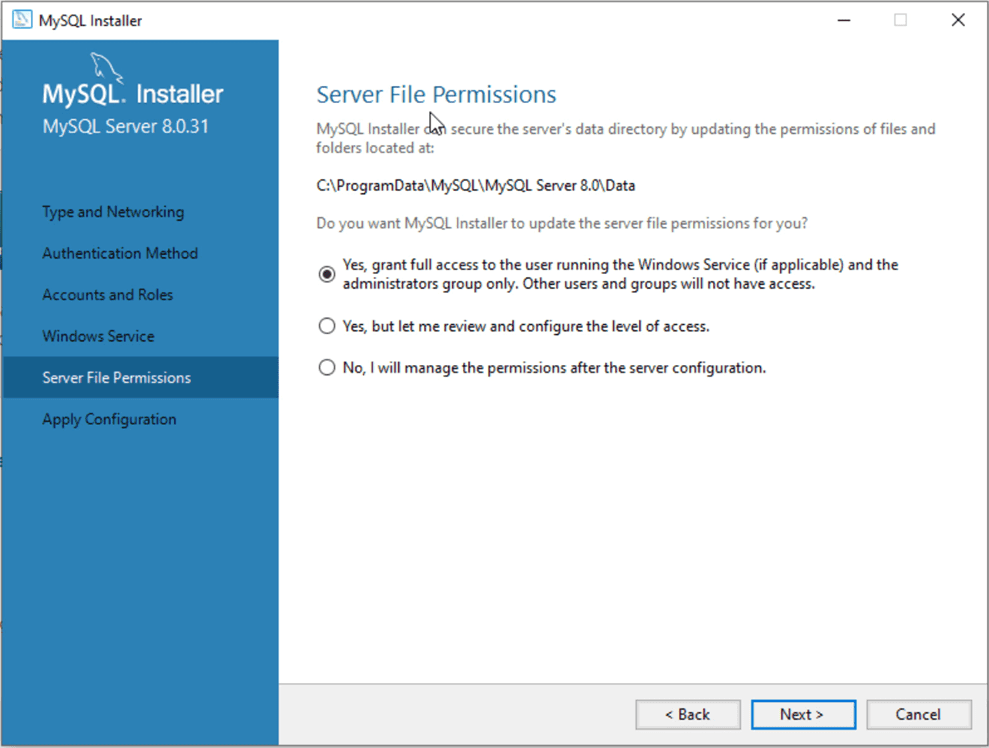 MySQL Installer
MySQL. Installer
MySQL Server 8.0.31
Type and Networking
Authentication Method
Accounts and Roles
Windows Service
Server File Permissions
Apply Configuration
Server File Permissions
MySQL Installer can secure the server's data directory by updating the permissions of files and
folders located at:
C:\ProgramData\MySQL\MySQL Server 8.0\Data
Do you want MySQL Installer to update the server file permissions for you?
Yes, grant full access to the user running the Windows Service (if applicable) and the
administrators group only. Other users and groups will not have access.
Yes, but let me review and configure the level of access.
No, I will manage the permissions after the server configuration.
< Back
Next >
Cancel